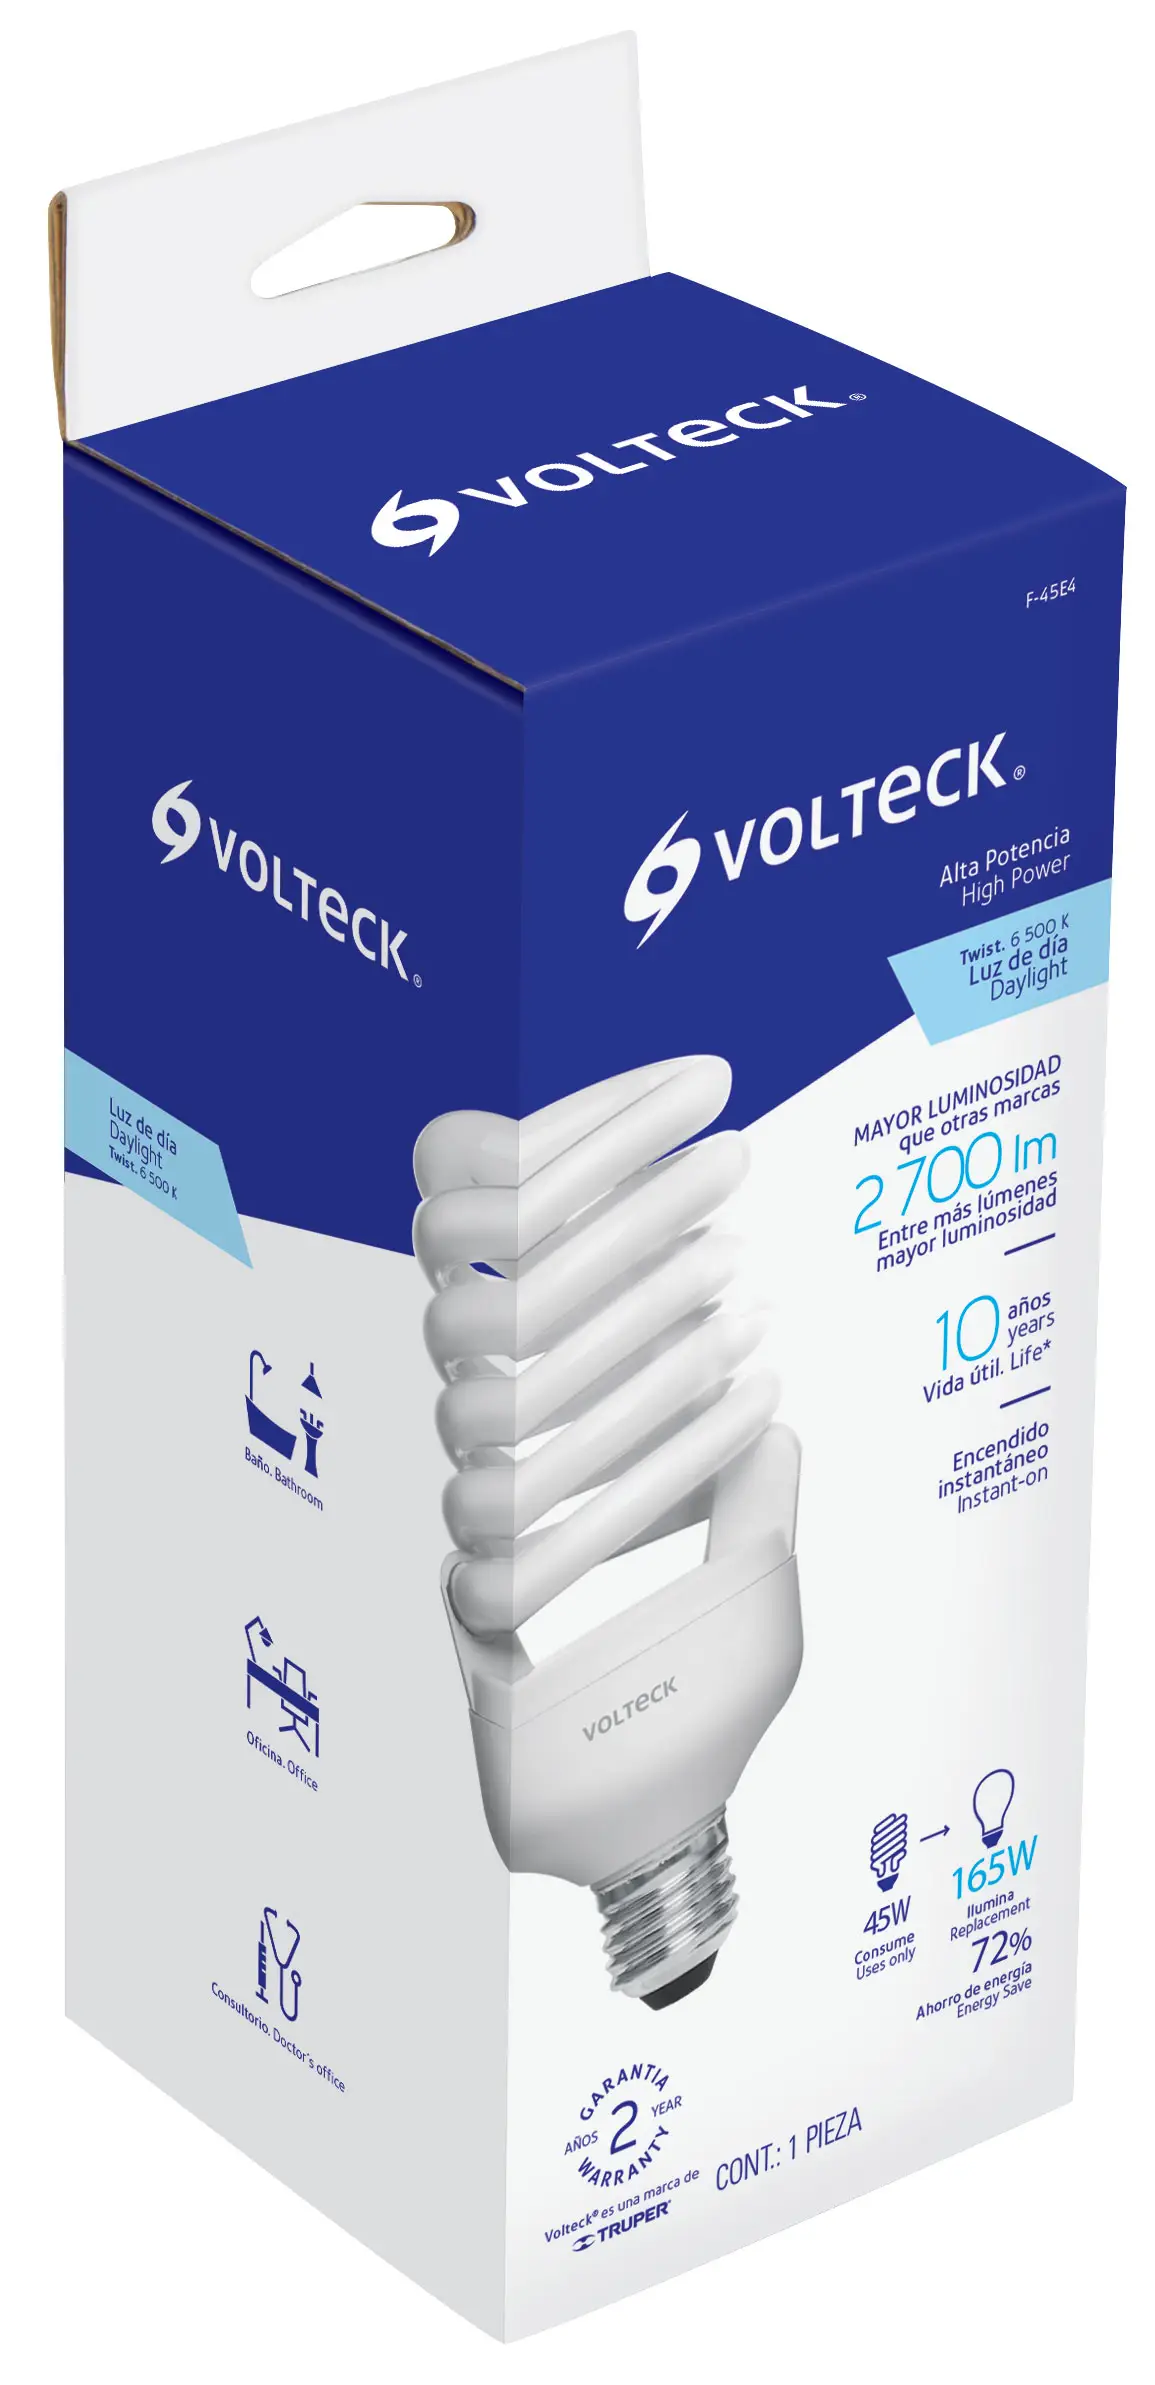 VOLTECK®
F-45E4
VOLTECK®
Alta Potencia
High Power
Twist. 6 500 K
Luz de día
Daylight
MAYOR LUMINOSIDAD
que otras marcas
2 700 lm
Entre más lúmenes
mayor luminosidad
10 años
years
Vida útil. Life*
Encendido
instantáneo
Instant-on
VOLTECK
45W
Consume
Uses only
165W
Ilumina
Replacement
72%
Ahorro de energía
Energy Save
GARANTIA
AÑOS 2 YEAR
WARRANTY
CONT.: 1 PIEZA
Volteck® es una marca de
TRUPER®
VOLTECK®
Luz de día
Daylight
Twist. 6 500 K
Baño. Bathroom
Oficina. Office
Consultorio. Doctor´s office